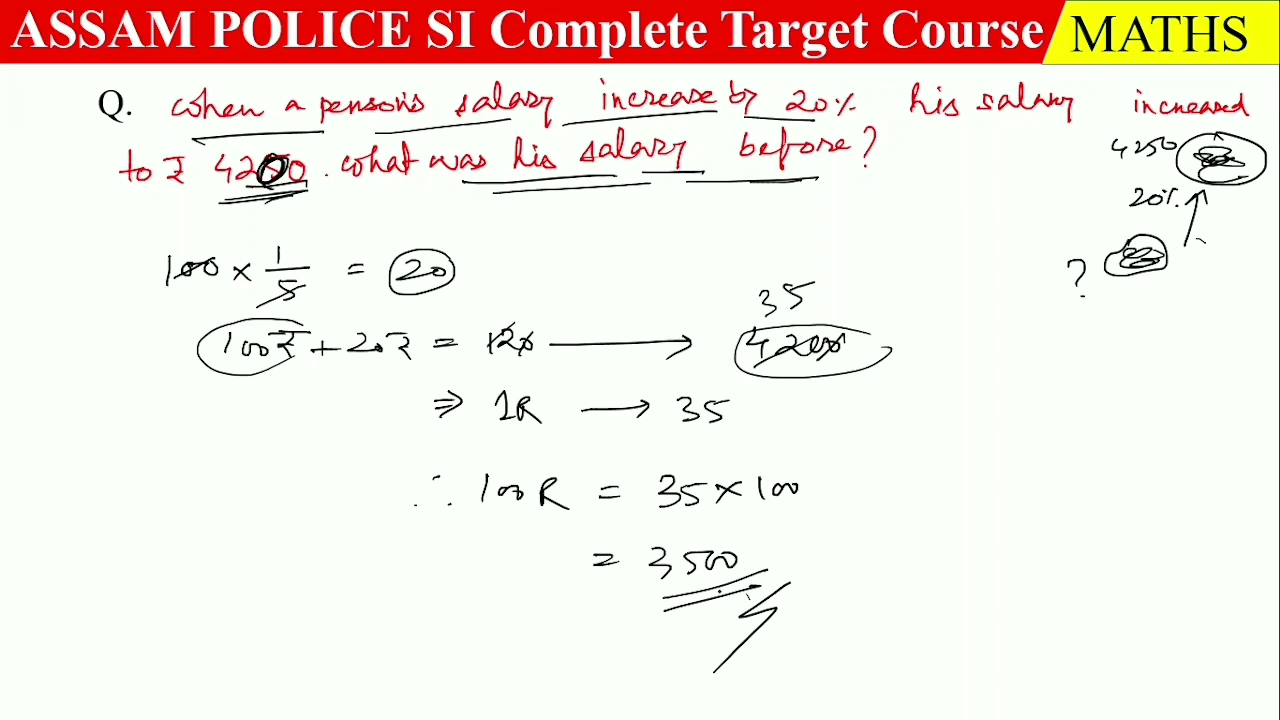 ASSAM POLICE SI Complete Target Course MATHS
Q. When a person's salary increase by 20% his salary increased
to ₹ 4200. What was his salary before?
4250
20%
?
100 × 1/5 = 20
100₹ + 20₹ = 120 → 4200
35
⇒ 1R → 35
∴ 100R = 35 × 100
= 3500